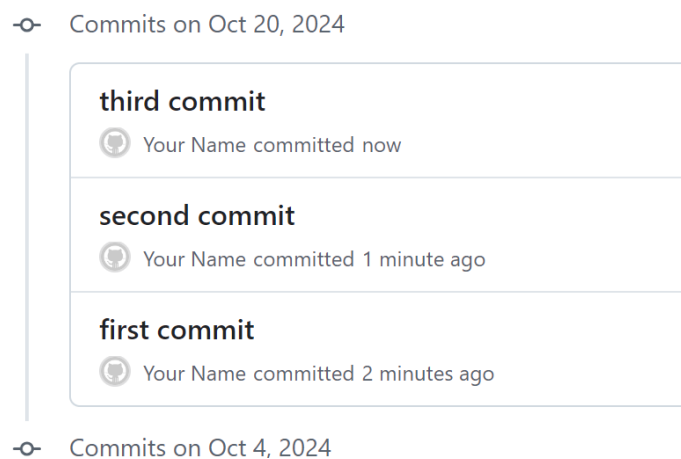 Commits on Oct 20, 2024
third commit
Your Name committed now
second commit
Your Name committed 1 minute ago
first commit
Your Name committed 2 minutes ago
Commits on Oct 4, 2024